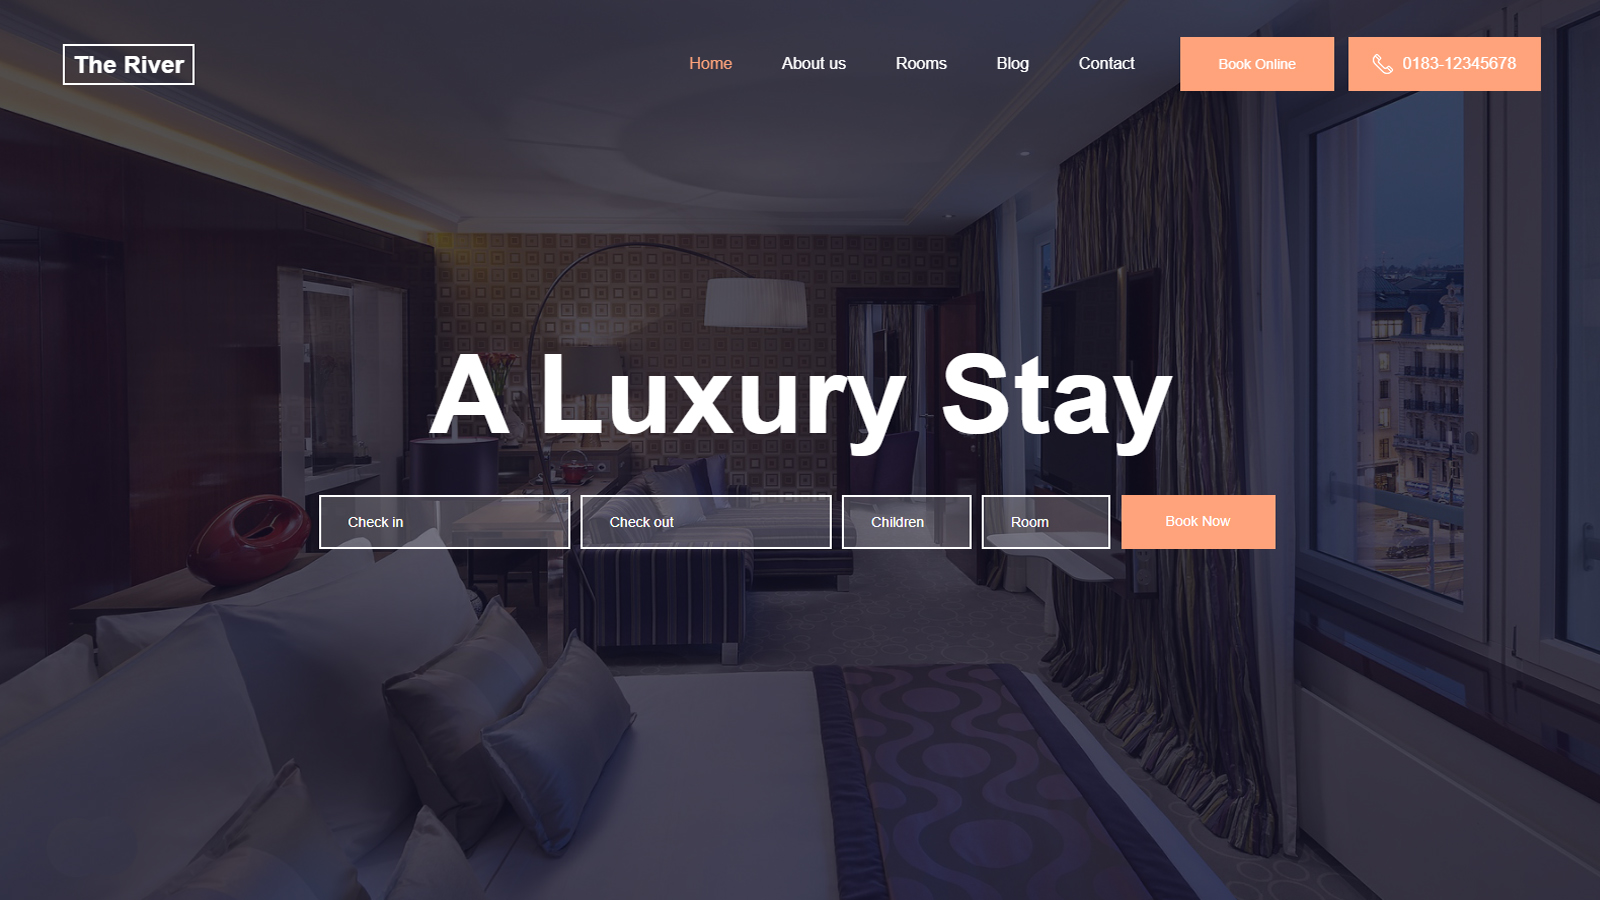 The River
Home
About us
Rooms
Blog
Contact
Book Online
0183-12345678
A Luxury Stay
Check in
Check out
Children
Room
Book Now